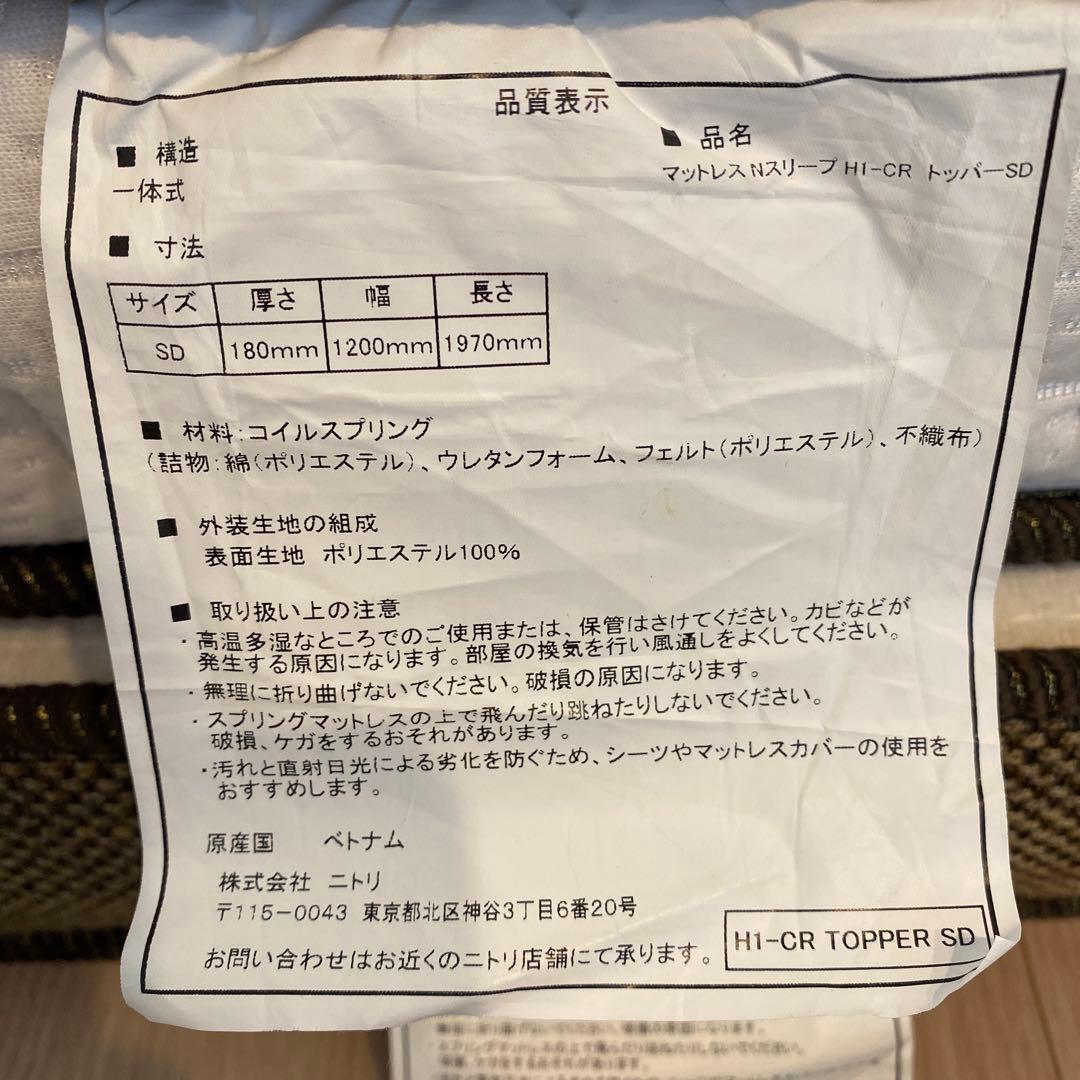 品質表示
■ 構造
一体式
■ 品名
マットレス Nスリープ H1-CR トッパーSD
■ 寸法
サイズ 厚さ 幅 長さ
SD 180mm 1200mm 1970mm
■ 材料:コイルスプリング
(詰物:綿(ポリエステル)、ウレタンフォーム、フェルト(ポリエステル)、不織布)
■ 外装生地の組成
表面生地 ポリエステル100%
■ 取り扱い上の注意
・高温多湿なところでのご使用または、保管はさけてください。カビなどが
発生する原因になります。部屋の換気を行い風通しをよくしてください。
・無理に折り曲げないでください。破損の原因になります。
・スプリングマットレスの上で飛んだり跳ねたりしないでください。
破損、ケガをするおそれがあります。
・汚れと直射日光による劣化を防ぐため、シーツやマットレスカバーの使用を
おすすめします。
原産国 ベトナム
株式会社 ニトリ
〒115-0043 東京都北区神谷3丁目6番20号
お問い合わせはお近くのニトリ店舗にて承ります。
H1-CR TOPPER SD